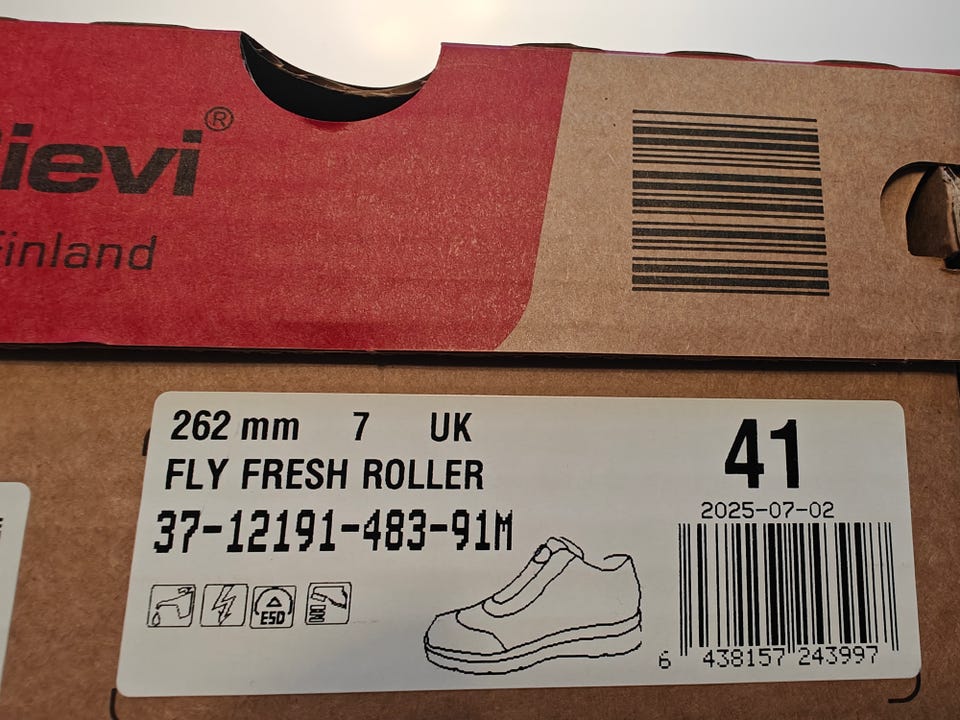 ievi®
Finland
262 mm 7 UK
41
FLY FRESH ROLLER
37-12191-483-91M
2025-07-02
ESD
6 438157 243997